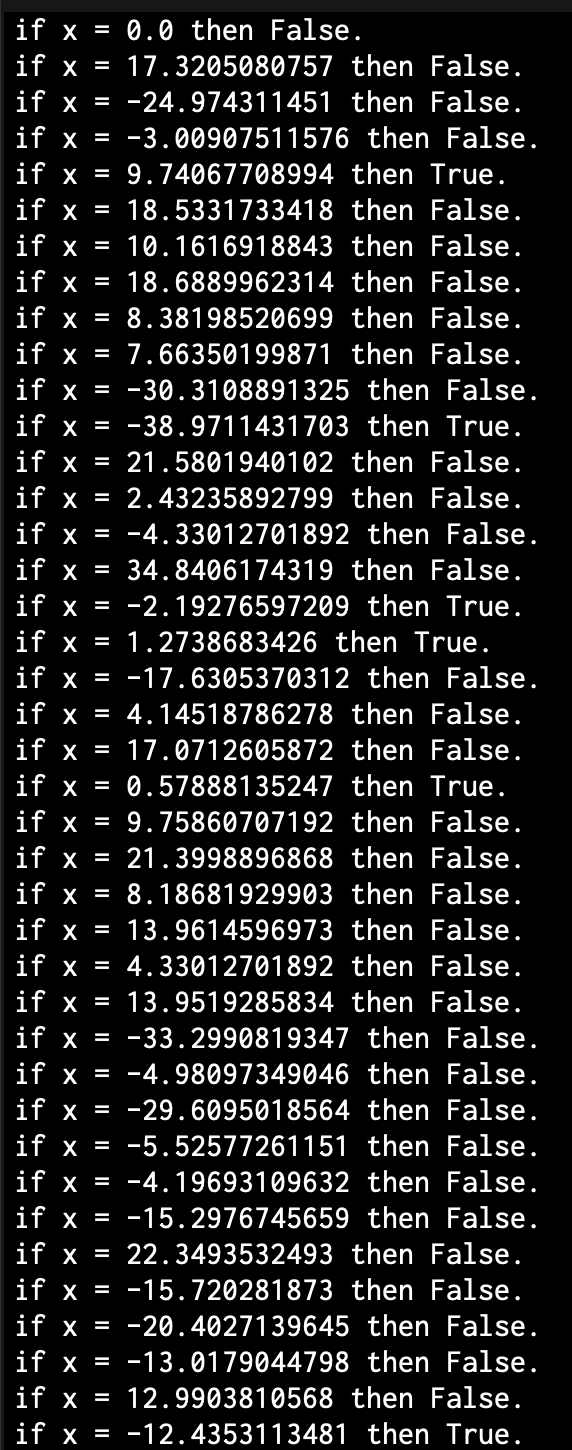 if x = 0.0 then False.
if x = 17.3205080757 then False.
if x = -24.974311451 then False.
if x = -3.00907511576 then False.
if x = 9.74067708994 then True.
if x = 18.5331733418 then False.
if x = 10.1616918843 then False.
if x = 18.6889962314 then False.
if x = 8.38198520699 then False.
if x = 7.66350199871 then False.
if x = -30.3108891325 then False.
if x = -38.9711431703 then True.
if x = 21.5801940102 then False.
if x = 2.43235892799 then False.
if x = -4.33012701892 then False.
if x = 34.8406174319 then False.
if x = -2.19276597209 then True.
if x = 1.2738683426 then True.
if x = -17.6305370312 then False.
if x = 4.14518786278 then False.
if x = 17.0712605872 then False.
if x = 0.57888135247 then True.
if x = 9.75860707192 then False.
if x = 21.3998896868 then False.
if x = 8.18681929903 then False.
if x = 13.9614596973 then False.
if x = 4.33012701892 then False.
if x = 13.9519285834 then False.
if x = -33.2990819347 then False.
if x = -4.98097349046 then False.
if x = -29.6095018564 then False.
if x = -5.52577261151 then False.
if x = -4.19693109632 then False.
if x = -15.2976745659 then False.
if x = 22.3493532493 then False.
if x = -15.720281873 then False.
if x = -20.4027139645 then False.
if x = -13.0179044798 then False.
if x = 12.9903810568 then False.
if x = -12.4353113481 then True.